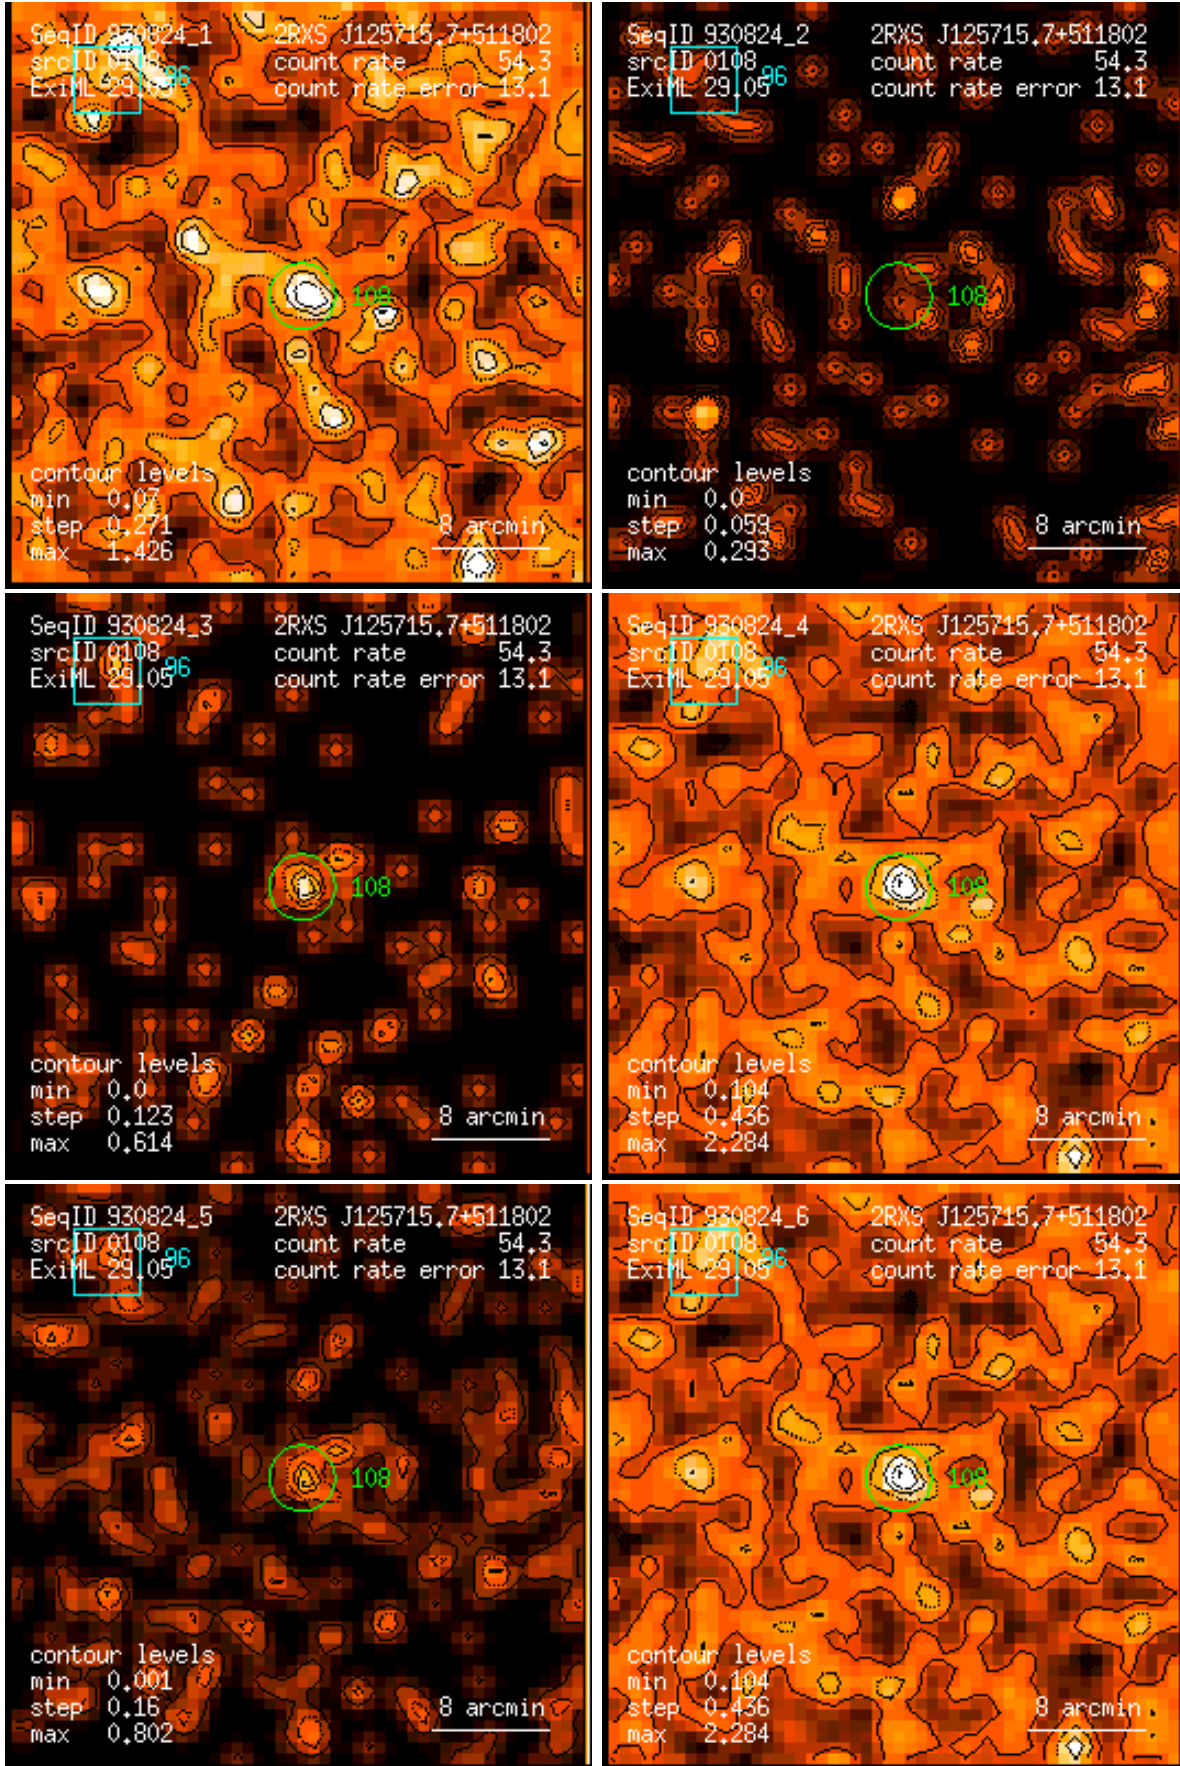 SeqID 930824_1 2RXS J125715.7+511802
srcID 0108 count rate 54.3
96
ExiML 29.05 count rate error 13.1
108
contour levels
min 0.07
step 0.271 8 arcmin
max 1.426
SeqID 930824_2 2RXS J125715.7+511802
srcID 0108 count rate 54.3
96
ExiML 29.05 count rate error 13.1
108
contour levels
min 0.0
step 0.059 8 arcmin
max 0.293
SeqID 930824_3 2RXS J125715.7+511802
srcID 0108 count rate 54.3
96
ExiML 29.05 count rate error 13.1
108
contour levels
min 0.0
step 0.123 8 arcmin
max 0.614
SeqID 930824_4 2RXS J125715.7+511802
srcID 0108 count rate 54.3
96
ExiML 29.05 count rate error 13.1
108
contour levels
min 0.104
step 0.436 8 arcmin
max 2.284
SeqID 930824_5 2RXS J125715.7+511802
srcID 0108 count rate 54.3
96
ExiML 29.05 count rate error 13.1
108
contour levels
min 0.001
step 0.16 8 arcmin
max 0.802
SeqID 930824_6 2RXS J125715.7+511802
srcID 0108 count rate 54.3
96
ExiML 29.05 count rate error 13.1
108
contour levels
min 0.104
step 0.436 8 arcmin
max 2.284